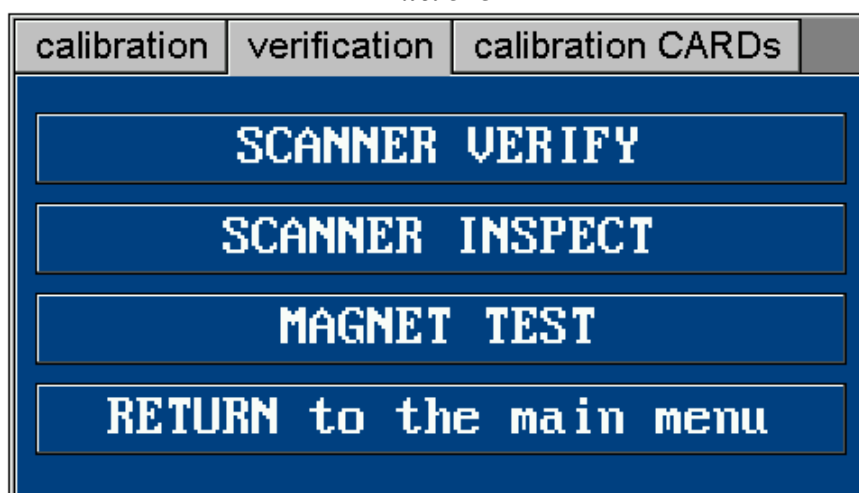 calibration verification calibration CARDs
SCANNER VERIFY
SCANNER INSPECT
MAGNET TEST
RETURN to the main menu